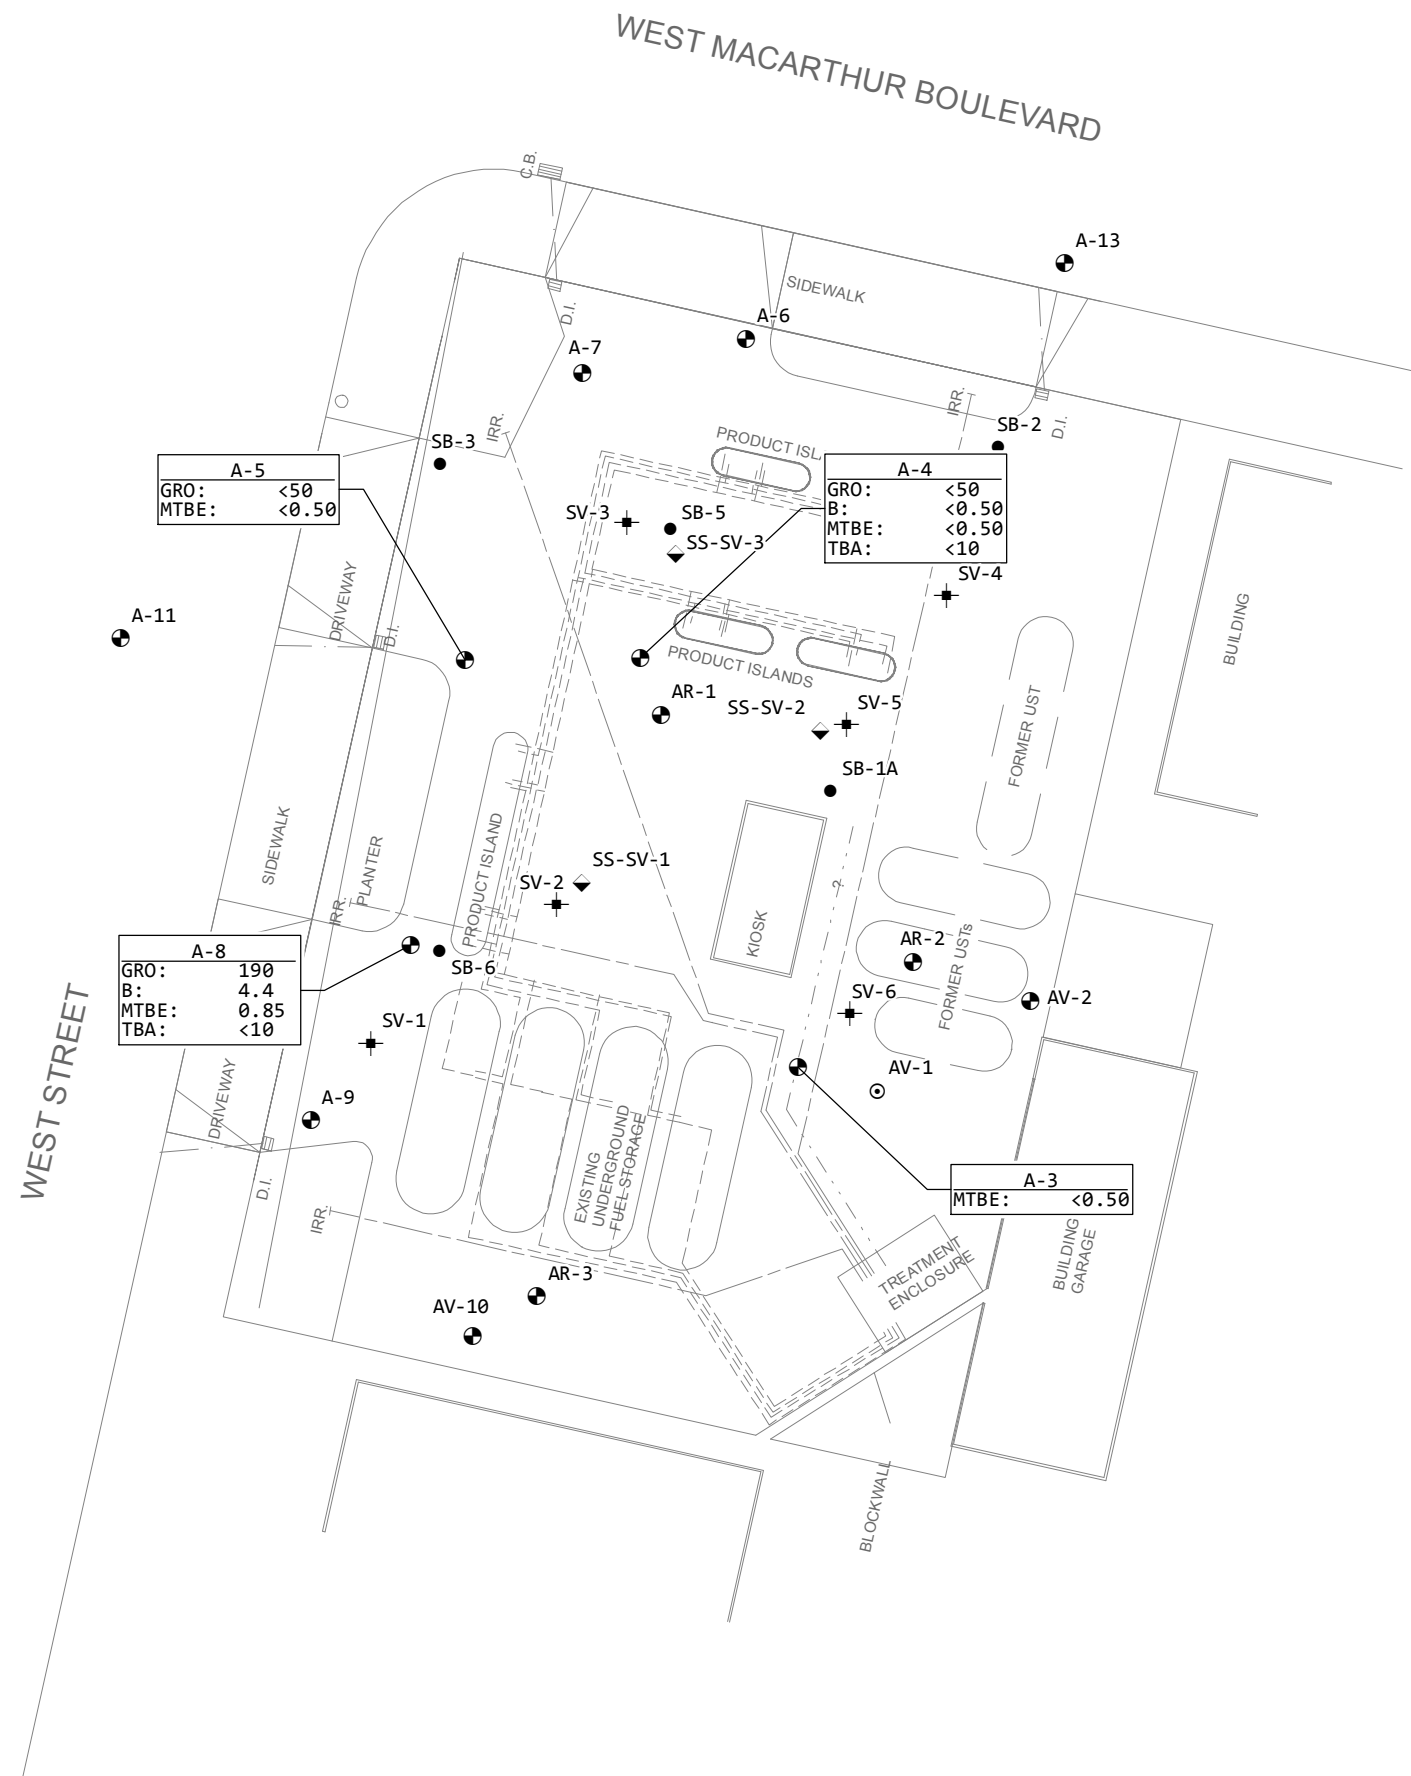 WEST MACARTHUR BOULEVARD
C.B.
A-13
SIDEWALK
D.I.
A-6
A-7
IRR.
IRR.
SB-2
D.I.
SB-3
PRODUCT ISL
A-5
GRO: <50
MTBE: <0.50
A-4
GRO: <50
B: <0.50
MTBE: <0.50
TBA: <10
SV-3
SB-5
SS-SV-3
SV-4
DRIVEWAY
A-11
D.I.
BUILDING
PRODUCT ISLANDS
AR-1
SS-SV-2
SV-5
FORMER UST
SB-1A
SIDEWALK
PLANTER
PRODUCT ISLAND
SS-SV-1
SV-2
?
IRR.
KIOSK
FORMER USTs
AR-2
A-8
GRO: 190
B: 4.4
MTBE: 0.85
TBA: <10
SB-6
SV-6
AV-2
SV-1
WEST STREET
DRIVEWAY
A-9
AV-1
EXISTING
UNDERGROUND
FUEL STORAGE
D.I.
IRR.
A-3
MTBE: <0.50
BUILDING
GARAGE
TREATMENT
ENCLOSURE
AR-3
AV-10
BLOCKWALL